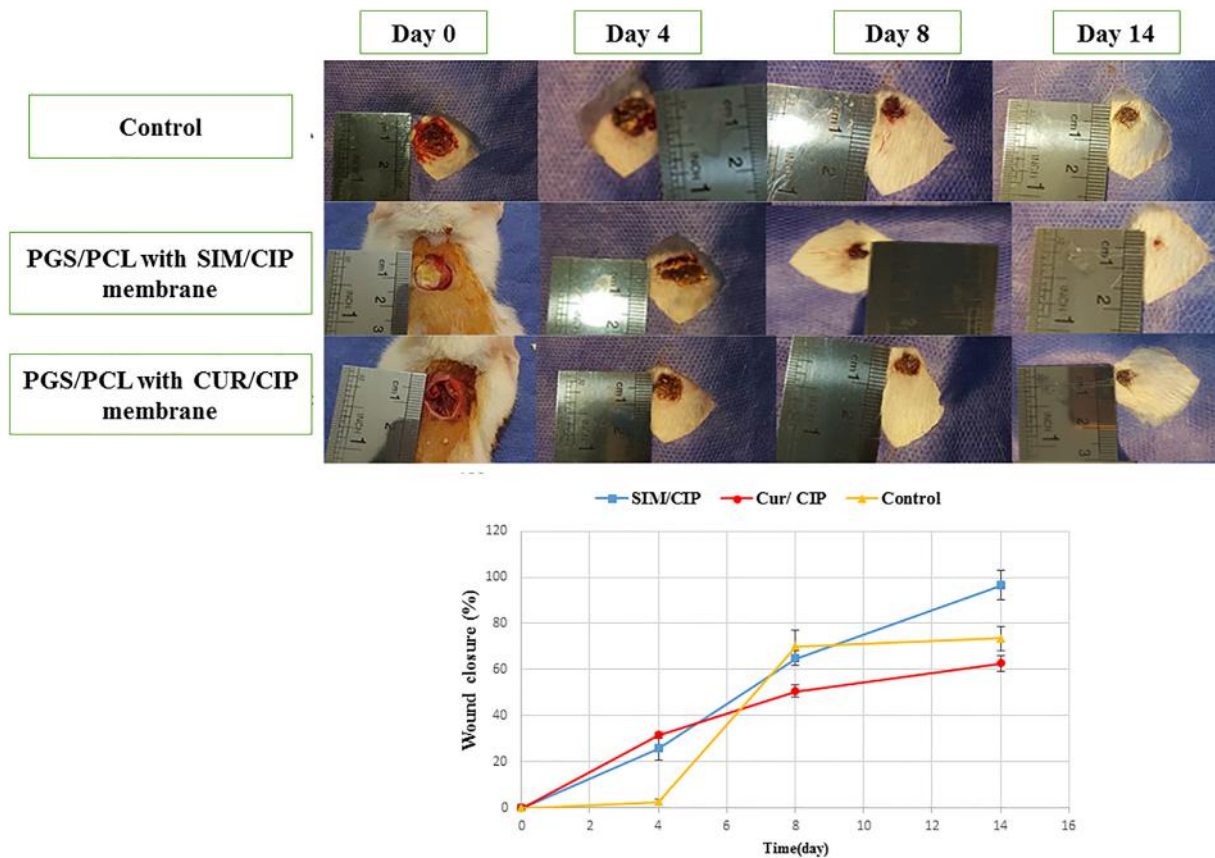 Day 0
Day 4
Day 8
Day 14
Control
PGS/PCL with SIM/CIP
membrane
PGS/PCL with CUR/CIP
membrane
SIM/CIP
Cur/ CIP
Control
Wound closure (%)
120
100
80
60
40
20
0
0
2
4
6
8
10
12
14
16
Time(day)